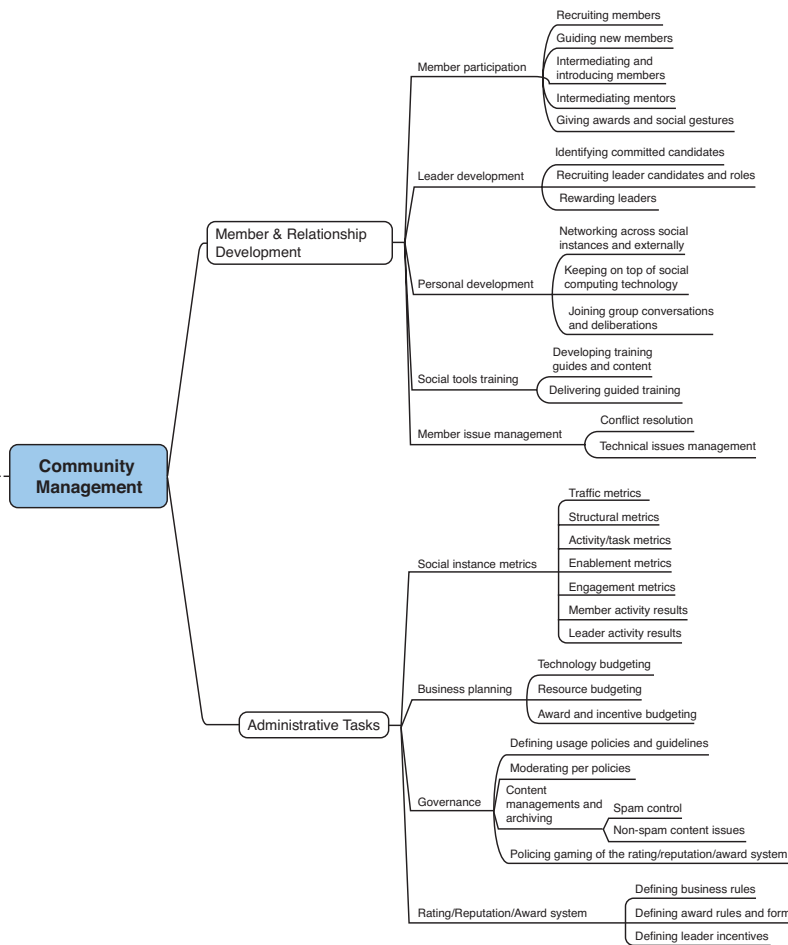 Recruiting members
Guiding new members
Member participation
Intermediating and
introducing members
Intermediating mentors
Giving awards and social gestures
Identifying committed candidates
Leader development
Recruiting leader candidates and roles
Rewarding leaders
Member & Relationship
Development
Networking across social
instances and externally
Personal development
Keeping on top of social
computing technology
Joining group conversations
and deliberations
Developing training
guides and content
Social tools training
Delivering guided training
Member issue management
Conflict resolution
Technical issues management
Community
Management
Traffic metrics
Structural metrics
Activity/task metrics
Social instance metrics
Enablement metrics
Engagement metrics
Member activity results
Leader activity results
Technology budgeting
Business planning
Resource budgeting
Award and incentive budgeting
Administrative Tasks
Defining usage policies and guidelines
Moderating per policies
Governance
Content
managements and
archiving
Spam control
Non-spam content issues
Policing gaming of the rating/reputation/award system
Defining business rules
Rating/Reputation/Award system
Defining award rules and form
Defining leader incentives